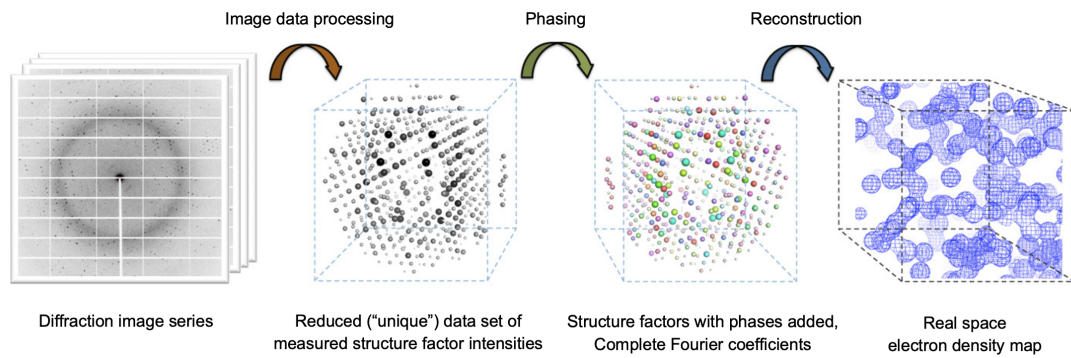 Image data processing
Phasing
Reconstruction
Diffraction image series
Reduced (“unique”) data set of
measured structure factor intensities
Structure factors with phases added,
Complete Fourier coefficients
Real space
electron density map